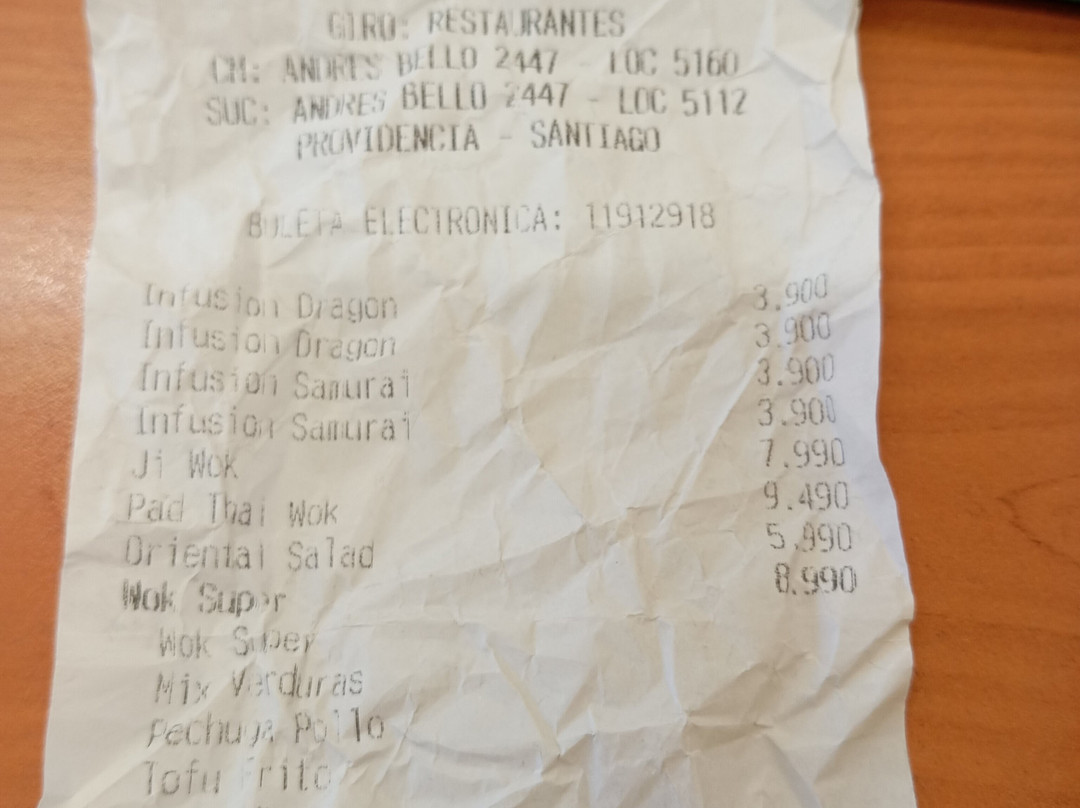 GIRO: RESTAURANTES
CM: ANDRES BELLO 2447 - LOC 5160
SUC: ANDRES BELLO 2447 - LOC 5112
PROVIDENCIA - SANTIAGO
BOLETA ELECTRONICA: 11912918
Infusion Dragon 3.900
Infusion Dragon 3.900
Infusion Samurai 3.900
Infusion Samurai 3.900
Ji Wok 7.990
Pad Thai Wok 9.490
Oriental Salad 5.990
Wok Super 8.990
Wok Super
Mix Verduras
Pechuga Pollo
Tofu Frito